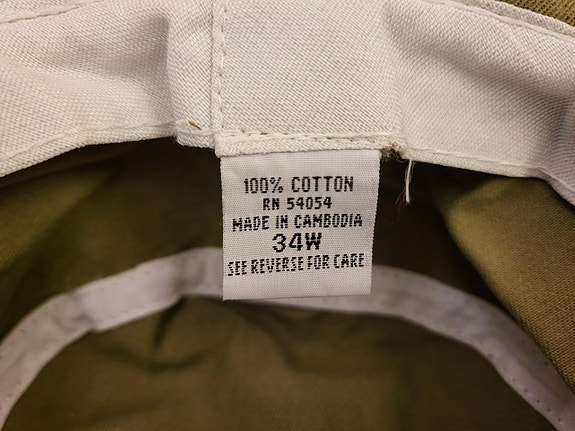 100% COTTON
RN 54054
MADE IN CAMBODIA
34W
SEE REVERSE FOR CARE